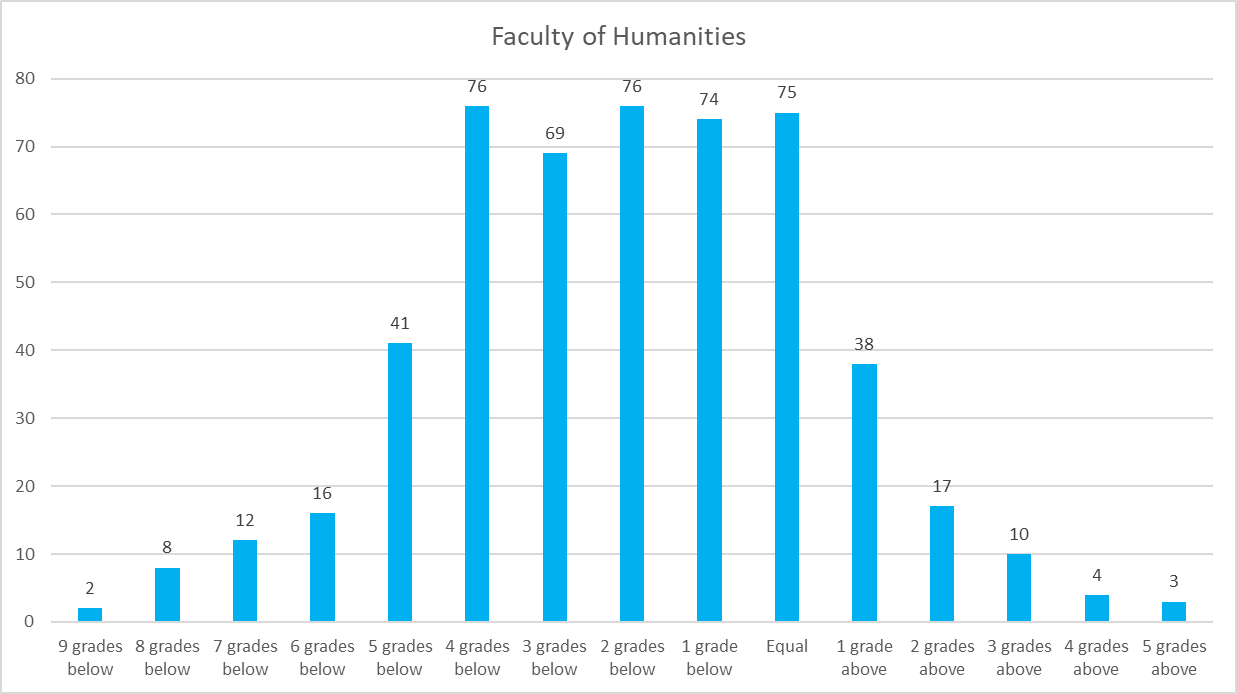 Faculty of Humanities
80
70
60
50
40
30
20
10
0
2
8
12
16
41
76
69
76
74
75
38
17
10
4
3
9 grades below
8 grades below
7 grades below
6 grades below
5 grades below
4 grades below
3 grades below
2 grades below
1 grade below
Equal
1 grade above
2 grades above
3 grades above
4 grades above
5 grades above